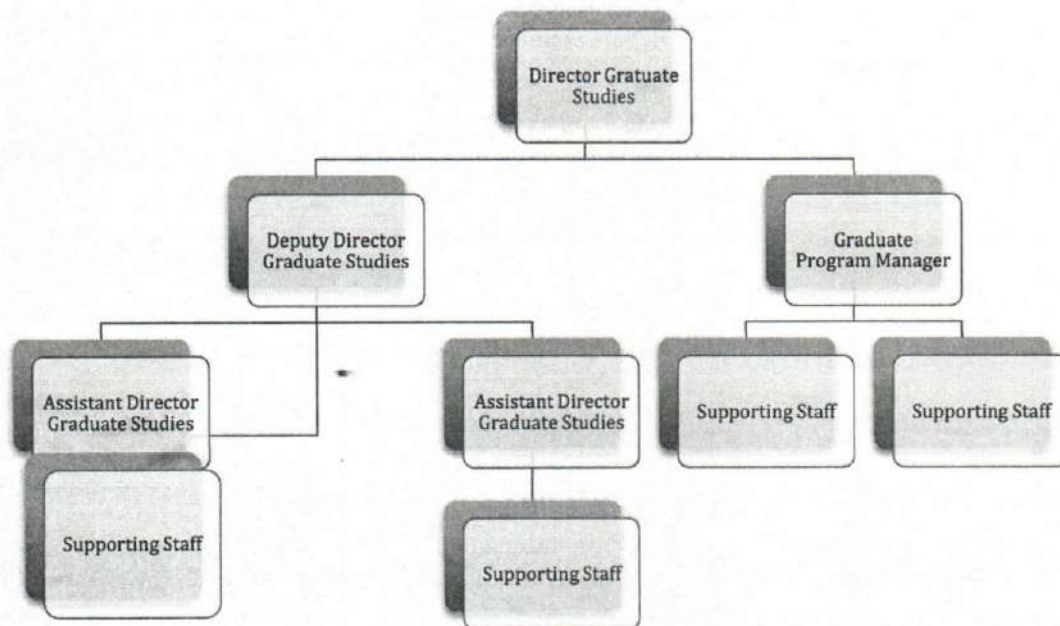 Director Gratuate
Studies
Deputy Director
Graduate Studies
Graduate
Program Manager
Assistant Director
Graduate Studies
Assistant Director
Graduate Studies
Supporting Staff
Supporting Staff
Supporting Staff
Supporting Staff